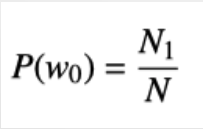 P(w₀) = N₁/N